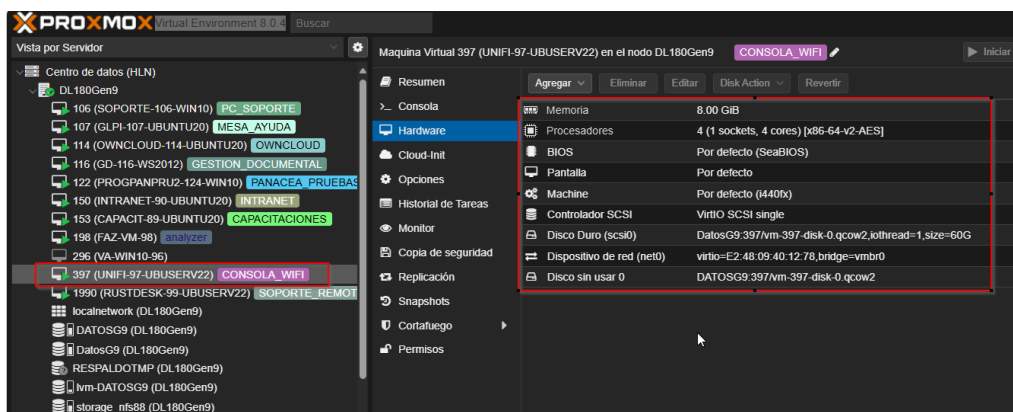 PROXMOX Virtual Environment 8.0.4 Buscar
Vista por Servidor
Centro de datos (HLN)
DL180Gen9
106 (SOPORTE-106-WIN10) PC_SOPORTE
107 (GLPI-107-UBUNTU20) MESA_AYUDA
114 (OWNCLOUD-114-UBUNTU20) OWNCLOUD
116 (GD-116-WS2012) GESTION_DOCUMENTAL
122 (PROGPANPRU2-124-WIN10) PANACEA_PRUEBAS
150 (INTRANET-90-UBUNTU20) INTRANET
153 (CAPACIT-89-UBUNTU20) CAPACITACIONES
198 (FAZ-VM-98) analyzer
296 (VA-WIN10-96)
397 (UNIFI-97-UBUSERV22) CONSOLA_WIFI
1990 (RUSTDESK-99-UBUSERV22) SOPORTE_REMOT
localnetwork (DL180Gen9)
DATOSG9 (DL180Gen9)
DatosG9 (DL180Gen9)
RESPALDOTMP (DL180Gen9)
lvm-DATOSG9 (DL180Gen9)
storage_nfs88 (DL180Gen9)
Maquina Virtual 397 (UNIFI-97-UBUSERV22) en el nodo DL180Gen9 CONSOLA_WIFI Iniciar
Resumen
Consola
Hardware
Cloud-Init
Opciones
Historial de Tareas
Monitor
Copia de seguridad
Replicación
Snapshots
Cortafuego
Permisos
Agregar Eliminar Editar Disk Action Revertir
Memoria 8.00 GiB
Procesadores 4 (1 sockets, 4 cores) [x86-64-v2-AES]
BIOS Por defecto (SeaBIOS)
Pantalla Por defecto
Machine Por defecto (i440fx)
Controlador SCSI VirtIO SCSI single
Disco Duro (scsi0) DatosG9:397/vm-397-disk-0.qcow2,iothread=1,size=60G
Dispositivo de red (net0) virtio=E2:48:09:40:12:78,bridge=vmbr0
Disco sin usar 0 DATOSG9:397/vm-397-disk-0.qcow2